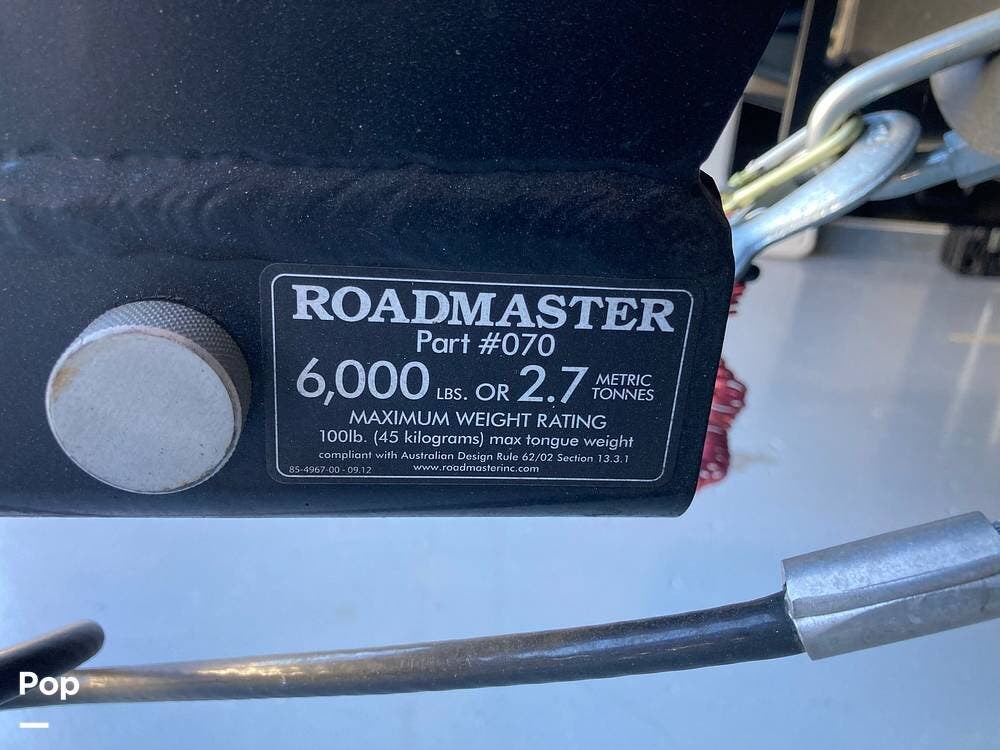 ROADMASTER
Part #070
6,000 LBS. OR 2.7 METRIC TONNES
MAXIMUM WEIGHT RATING
100lb. (45 kilograms) max tongue weight
compliant with Australian Design Rule 62/02 Section 13.3.1
85-4967-00 - 09.12 www.roadmasterinc.com
Pop